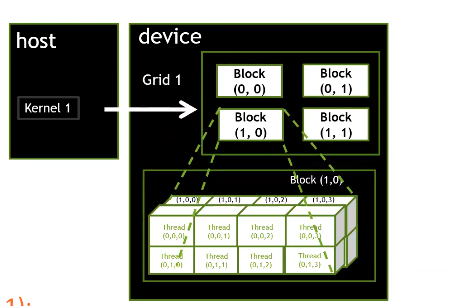 host
device
Kernel 1
Grid 1
Block
(0, 0)
Block
(0, 1)
Block
(1, 0)
Block
(1, 1)
Block (1,0)
(1,0,0) (1,0,1) (1,0,2) (1,0,3)
Thread Thread Thread Thread
(0,0,0) (0,0,1) (0,0,2) (0,0,3)
Thread Thread Thread Thread
(0,1,0) (0,1,1) (0,1,2) (0,1,3)
1);